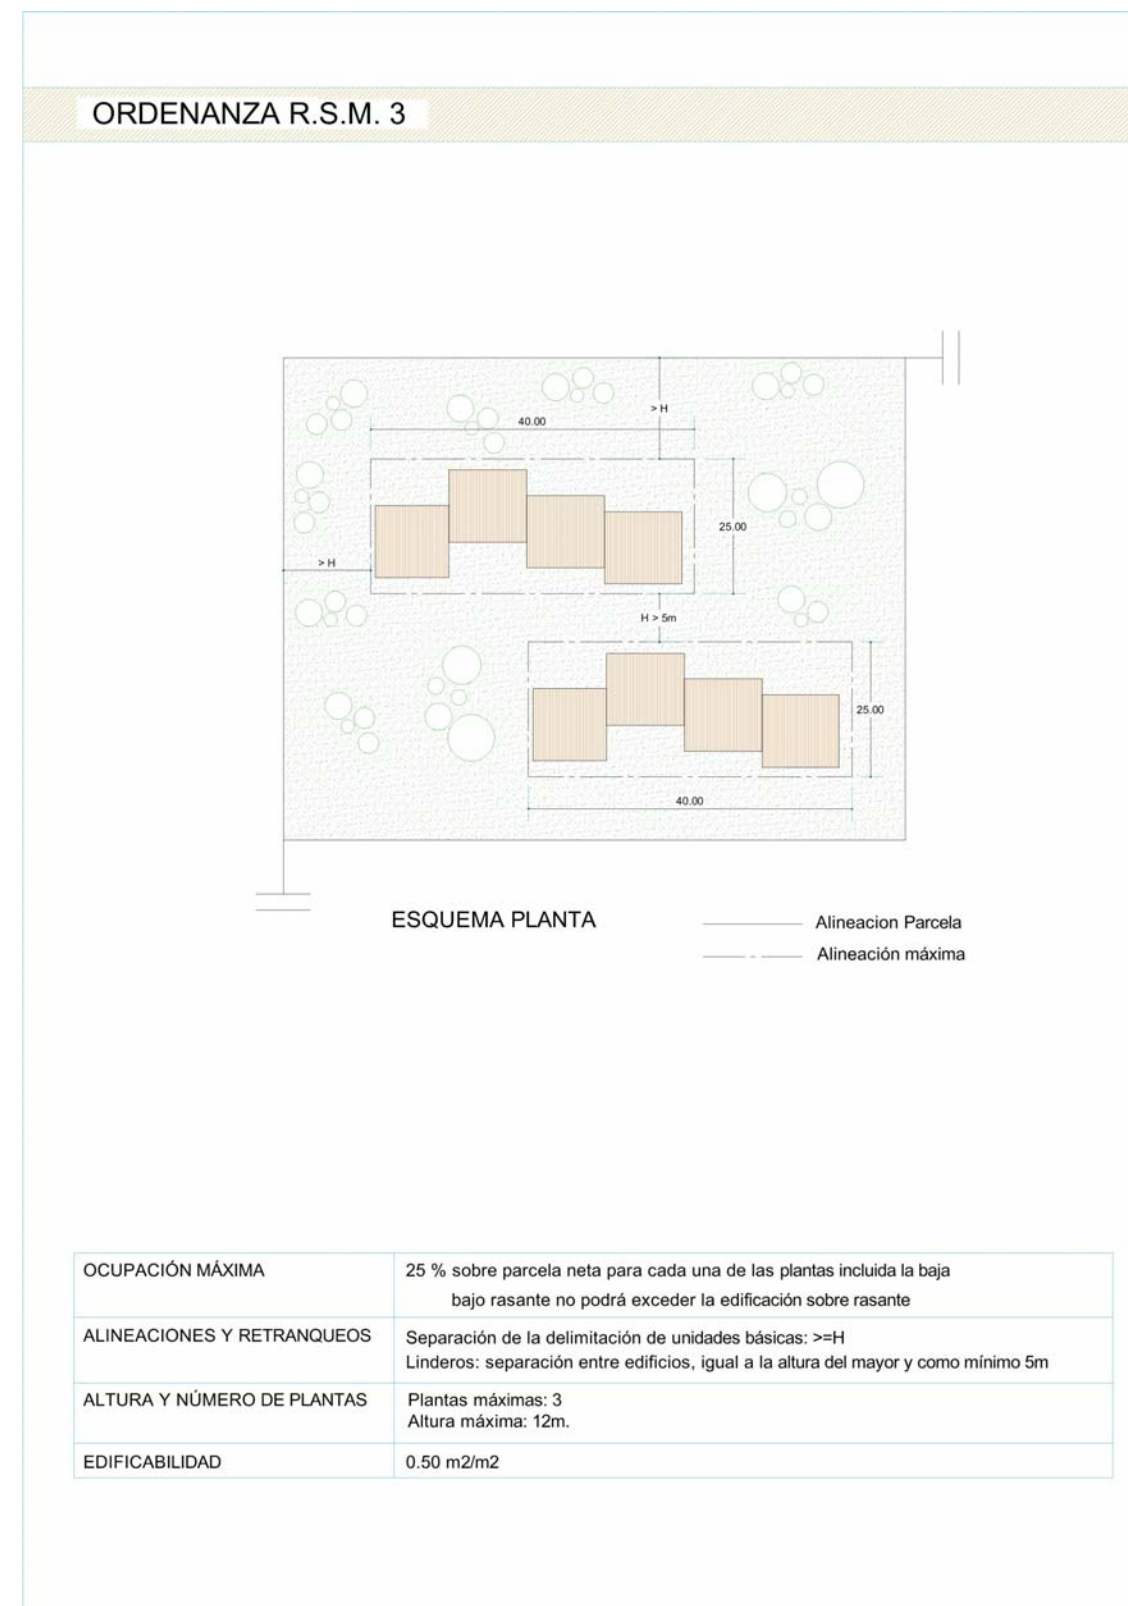 ORDENANZA R.S.M. 3
> H
40.00
25.00
> H
H > 5m
25.00
40.00
ESQUEMA PLANTA
Alineacion Parcela
Alineación máxima
OCUPACIÓN MÁXIMA
25 % sobre parcela neta para cada una de las plantas incluida la baja
bajo rasante no podrá exceder la edificación sobre rasante
ALINEACIONES Y RETRANQUEOS
Separación de la delimitación de unidades básicas: >=H
Linderos: separación entre edificios, igual a la altura del mayor y como mínimo 5m
ALTURA Y NÚMERO DE PLANTAS
Plantas máximas: 3
Altura máxima: 12m.
EDIFICABILIDAD
0.50 m2/m2